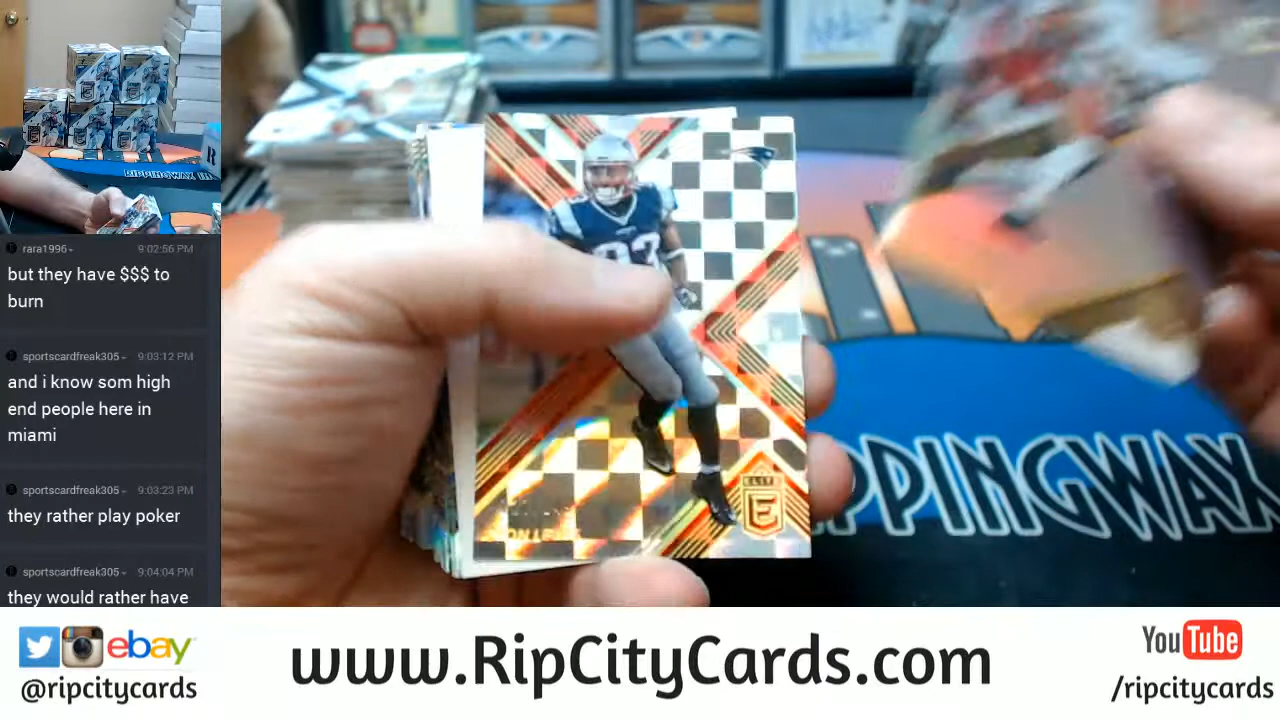 RIPPINGWAX
rara1996
9:02:56 PM
but they have $$$ to
burn
sportscardfreak305
9:03:12 PM
and i know som high
end people here in
miami
sportscardfreak305
9:03:23 PM
they rather play poker
sportscardfreak305
9:04:04 PM
they would rather have
ELITE
E
PPINGWAX
ebay
@ripcitycards
www.RipCityCards.com
YouTube
/ripcitycards